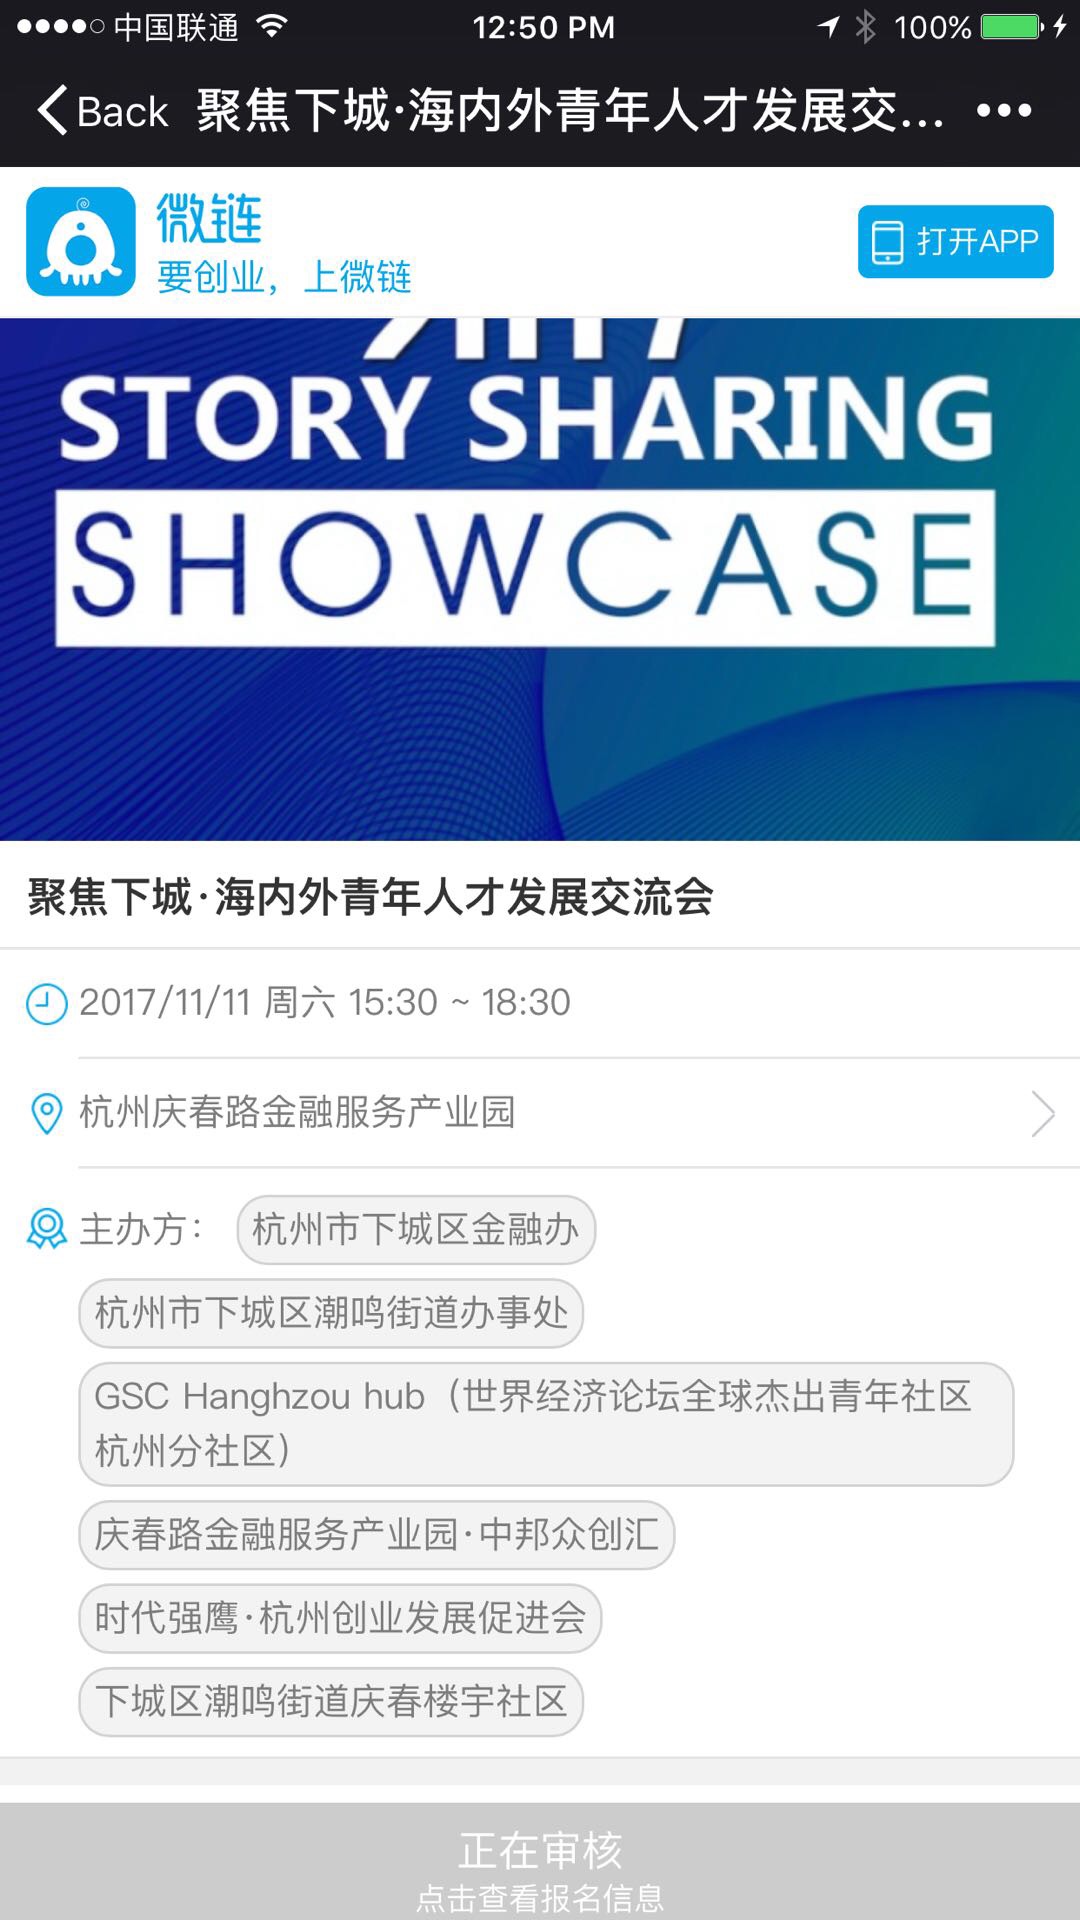 中国联通
12:50 PM
100%
Back 聚焦下城·海内外青年人才发展交...
微链
要创业，上微链
打开APP
2017
STORY SHARING
SHOWCASE
聚焦下城·海内外青年人才发展交流会
2017/11/11 周六 15:30 ~ 18:30
杭州庆春路金融服务产业园
主办方：
杭州市下城区金融办
杭州市下城区潮鸣街道办事处
GSC Hanghzou hub（世界经济论坛全球杰出青年社区
杭州分社区）
庆春路金融服务产业园·中邦众创汇
时代强鹰·杭州创业发展促进会
下城区潮鸣街道庆春楼宇社区
正在审核
点击查看报名信息